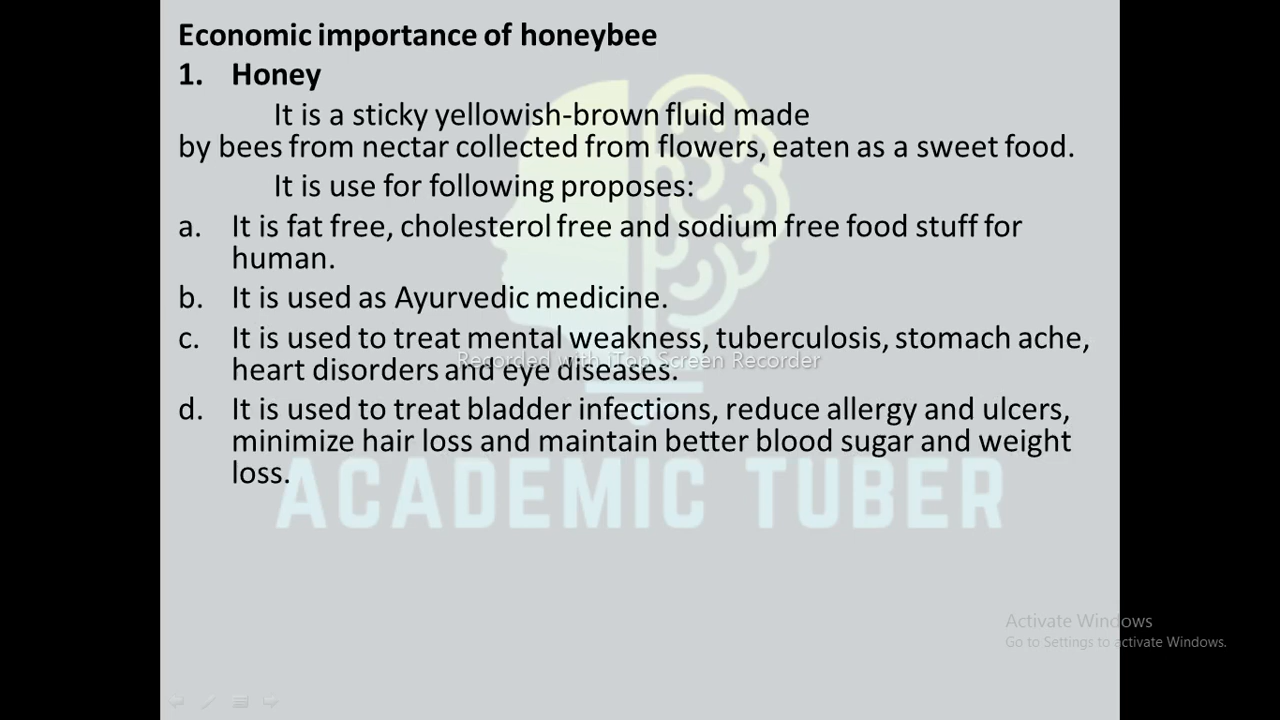 Economic importance of honeybee
1. Honey
It is a sticky yellowish-brown fluid made
by bees from nectar collected from flowers, eaten as a sweet food.
It is use for following proposes:
a. It is fat free, cholesterol free and sodium free food stuff for
human.
b. It is used as Ayurvedic medicine.
c. It is used to treat mental weakness, tuberculosis, stomach ache,
Recorded with iTop Screen Recorder
heart disorders and eye diseases.
d. It is used to treat bladder infections, reduce allergy and ulcers,
minimize hair loss and maintain better blood sugar and weight
loss.
ACADEMIC TUBER
Activate Windows
Go to Settings to activate Windows.